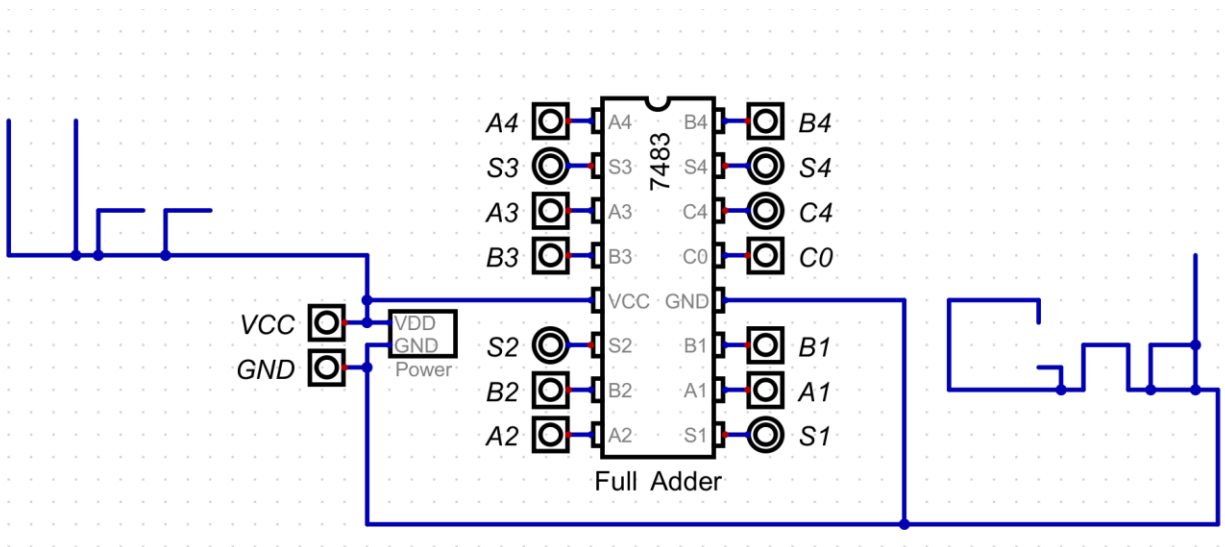 A4 A4 B4 B4
S3 S3 S4 S4
A3 A3 C4 C4
B3 B3 C0 C0
7483
VCC GND
VCC VDD
GND GND
Power
S2 S2 B1 B1
B2 B2 A1 A1
A2 A2 S1 S1
Full Adder